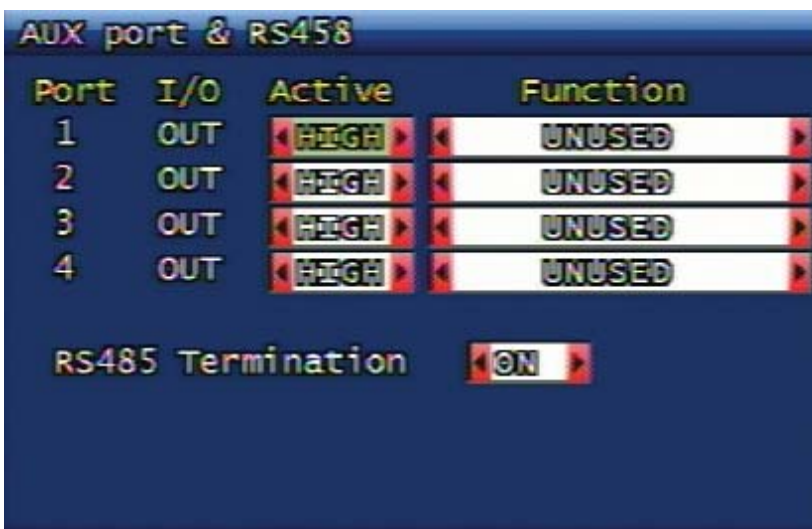 AUX port & RS458
Port I/O Active Function
1 OUT HIGH UNUSED
2 OUT HIGH UNUSED
3 OUT HIGH UNUSED
4 OUT HIGH UNUSED
RS485 Termination ON